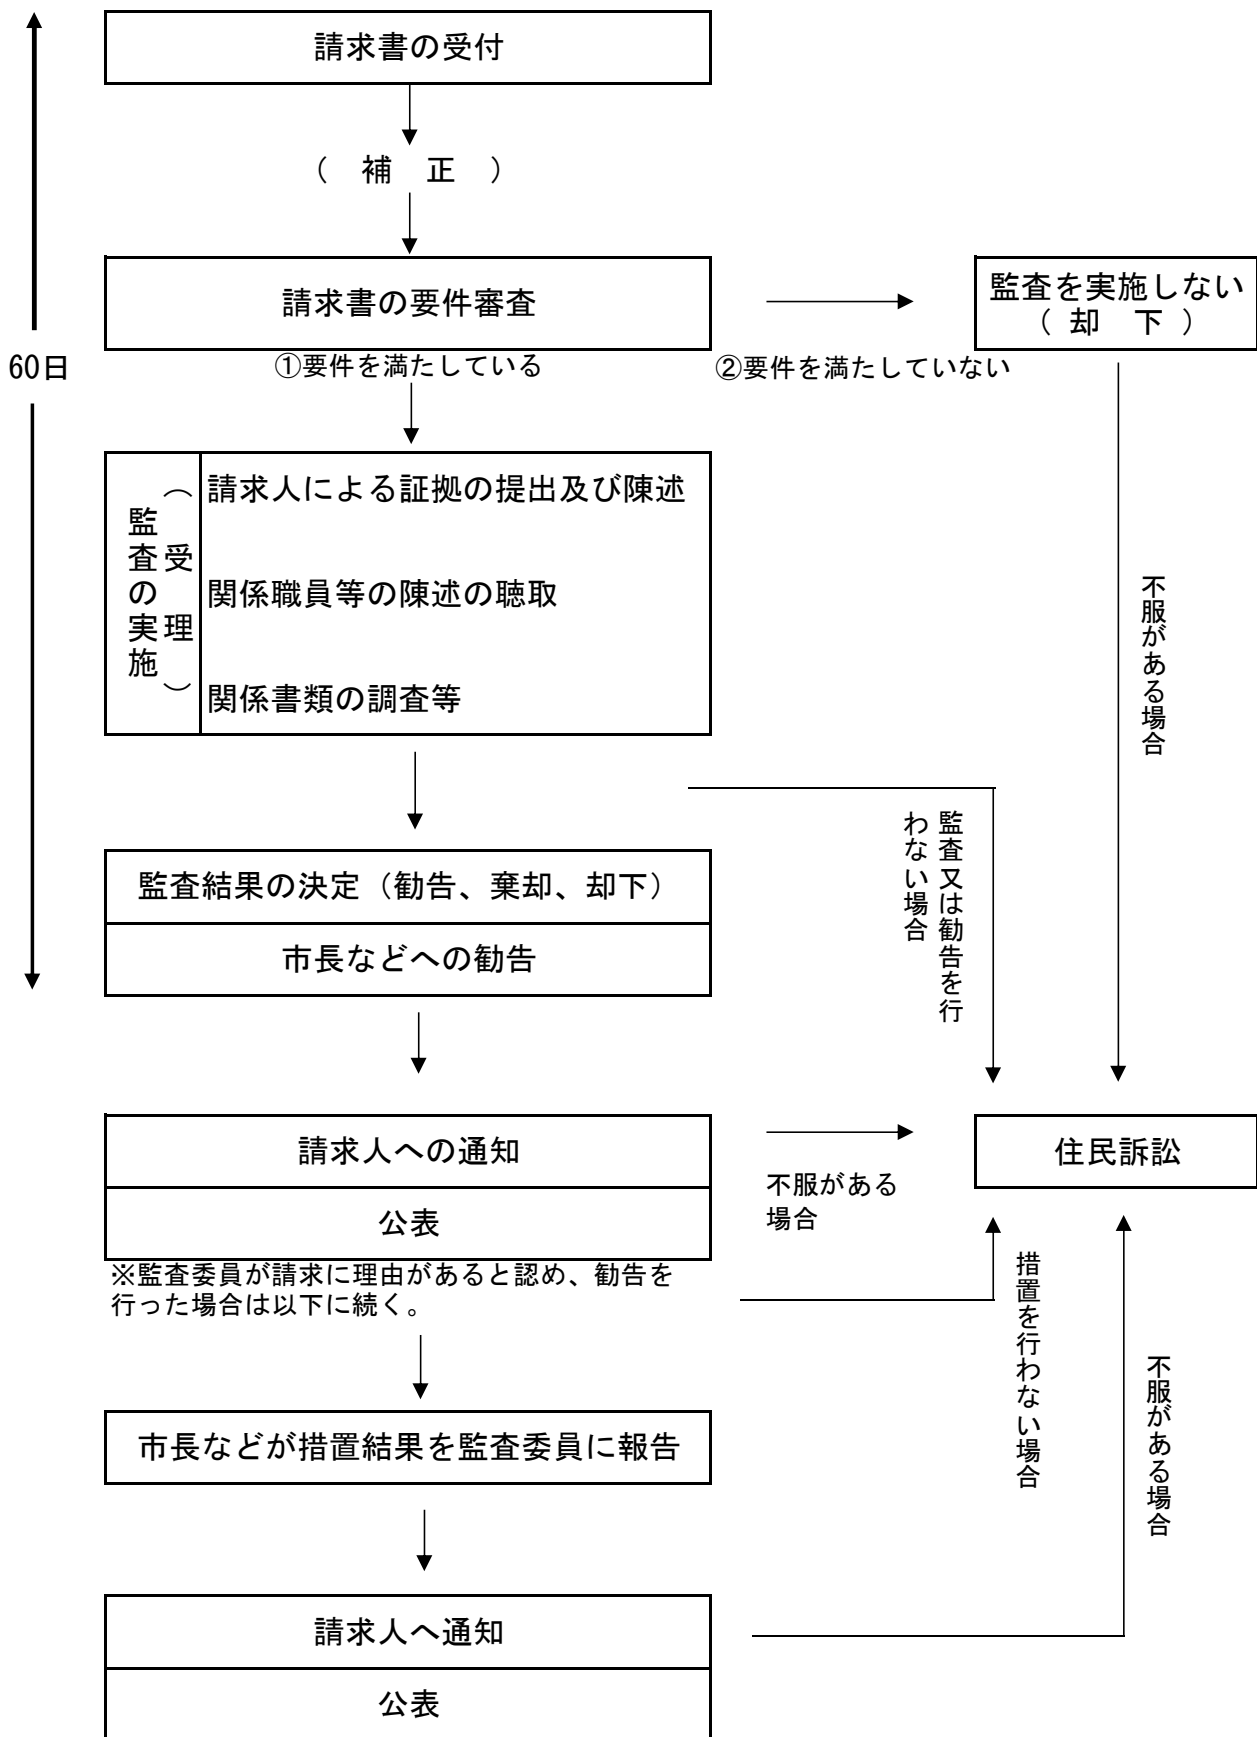 請求書の受付
（　補　正　）
請求書の要件審査
監査を実施しない
（　却　下　）
60日
①要件を満たしている
②要件を満たしていない
監査の実施
（受理）
請求人による証拠の提出及び陳述
関係職員等の陳述の聴取
関係書類の調査等
不服がある場合
監査又は勧告を行
わない場合
監査結果の決定（勧告、棄却、却下）
市長などへの勧告
請求人への通知
公表
不服がある
場合
住民訴訟
※監査委員が請求に理由があると認め、勧告を
行った場合は以下に続く。
措置を行わない場合
不服がある場合
市長などが措置結果を監査委員に報告
請求人へ通知
公表